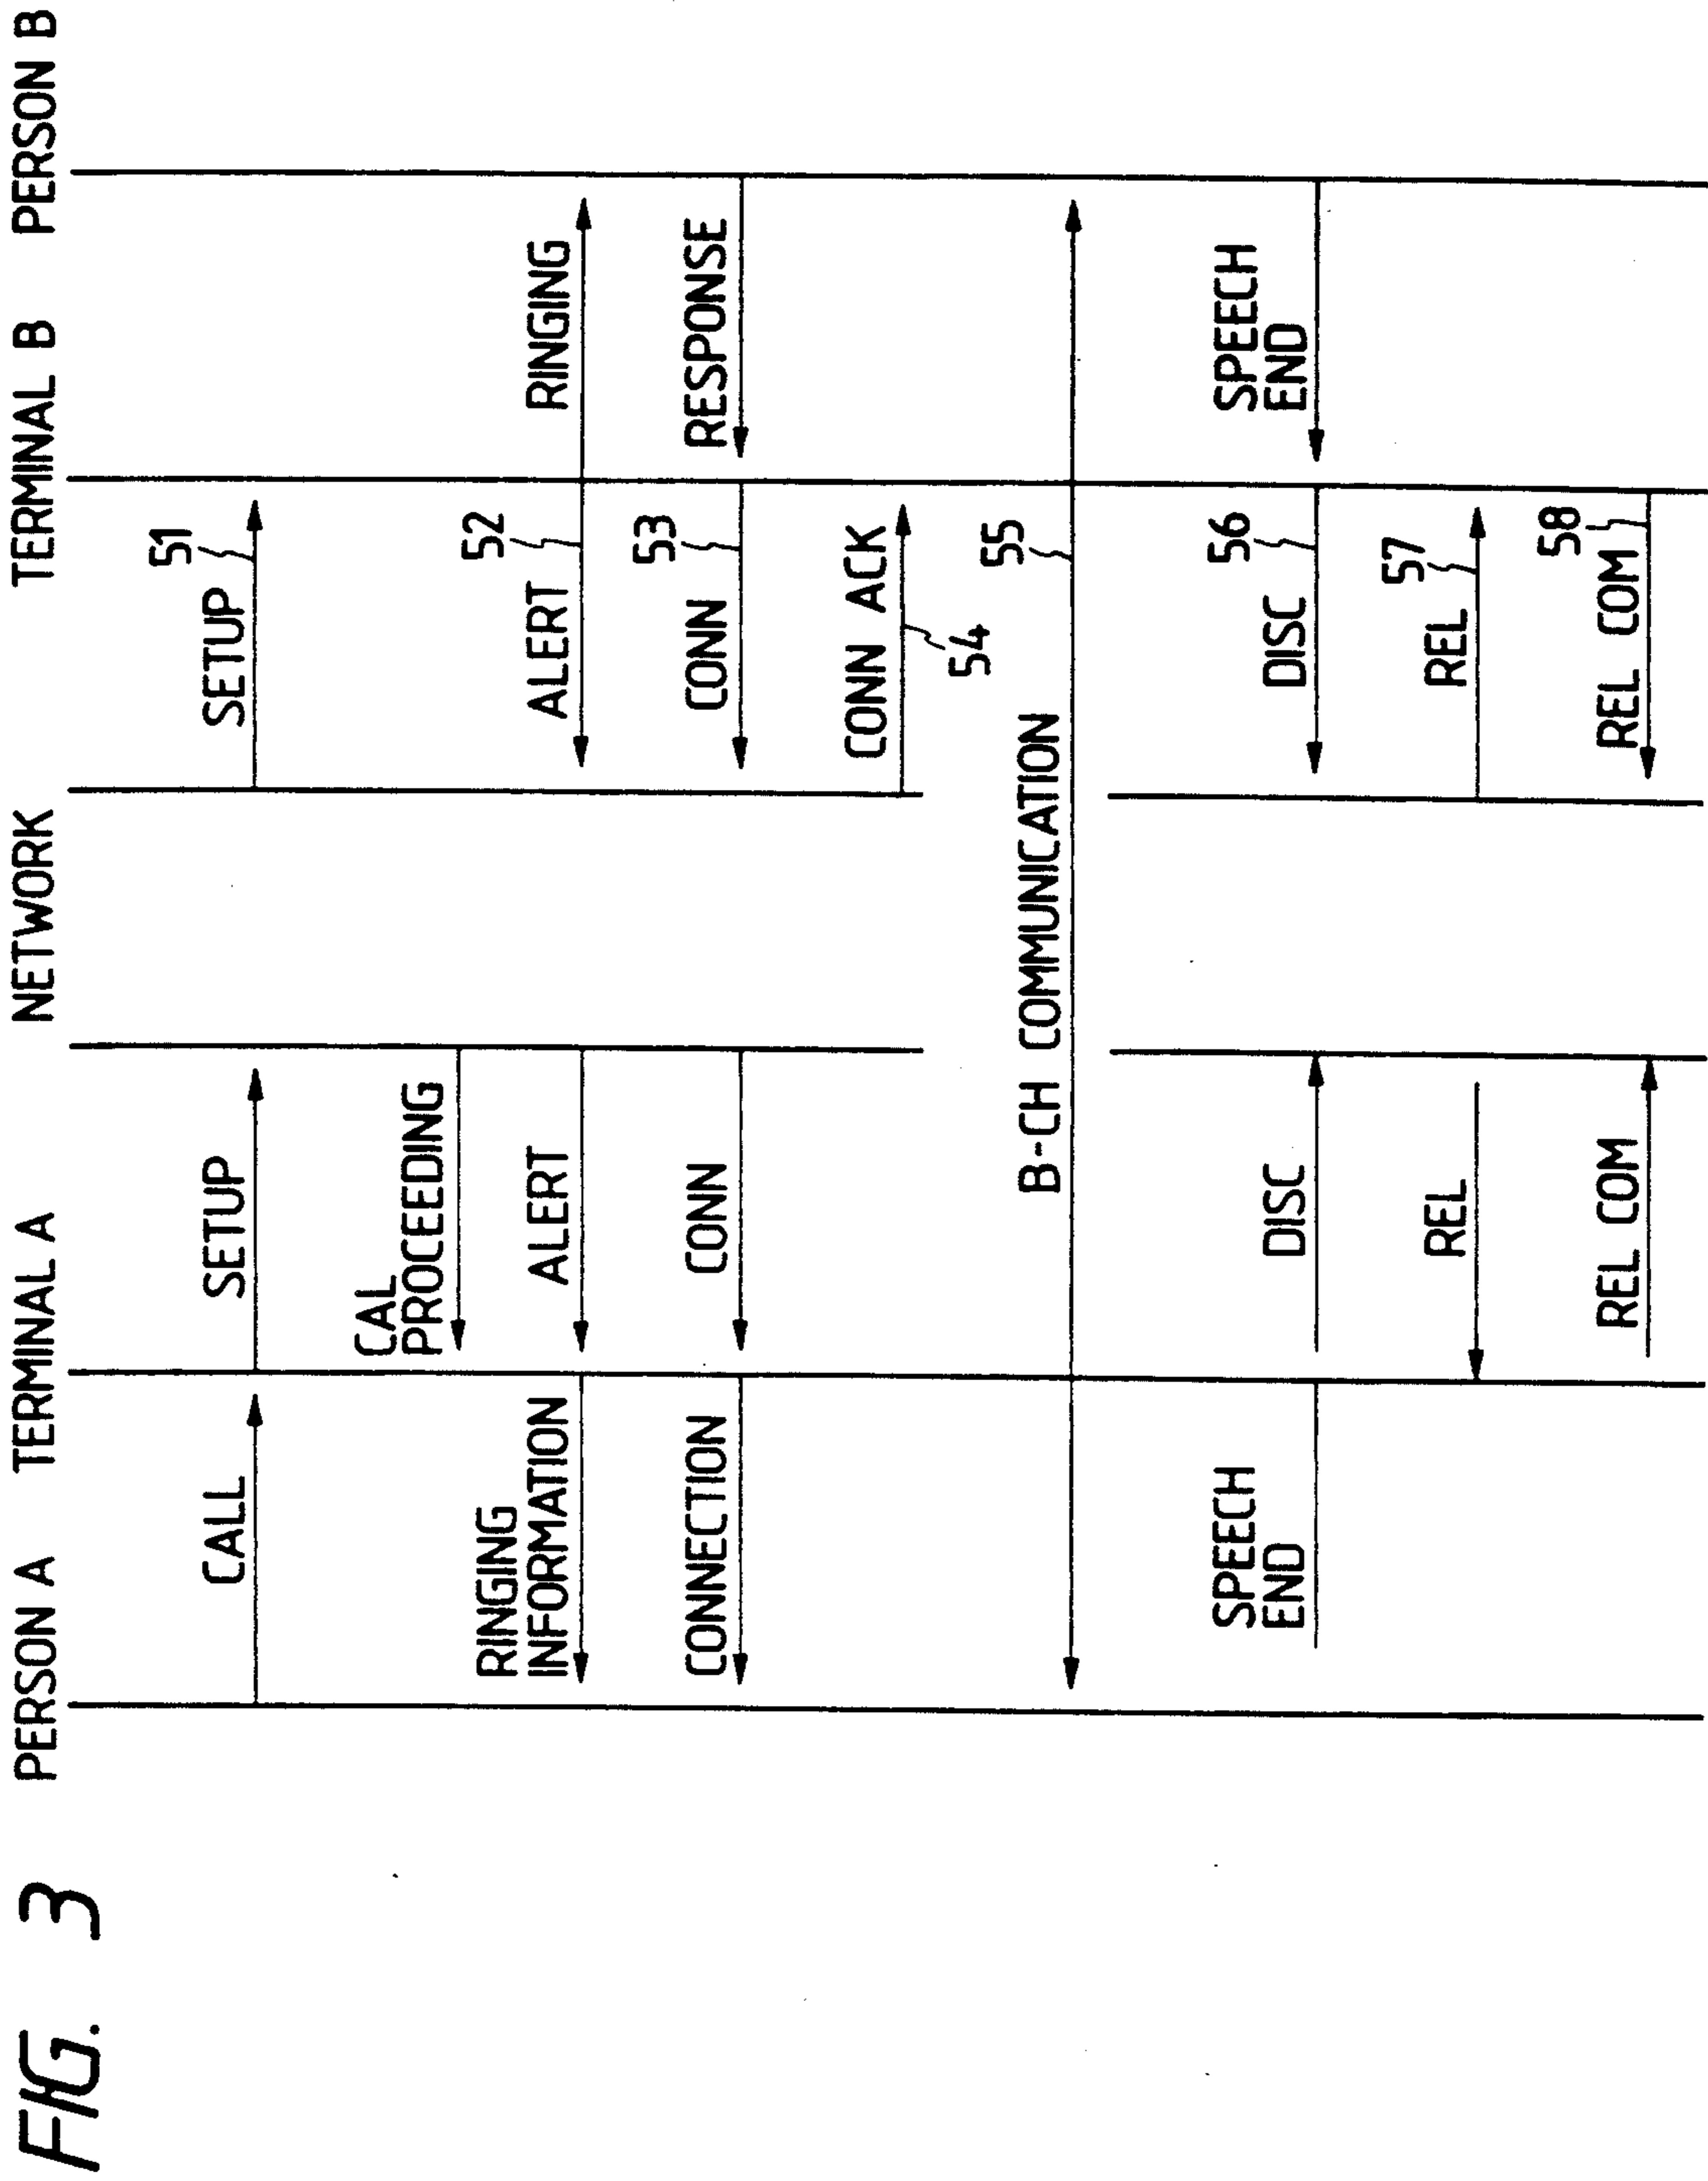 FIG. 3
PERSON A
TERMINAL A
NETWORK
TERMINAL B
PERSON B
51
CALL
SETUP
SETUP
CAL
PROCEEDING
52
RINGING
INFORMATION
ALERT
ALERT
RINGING
53
CONNECTION
CONN
CONN
RESPONSE
CONN ACK
54
55
B-CH COMMUNICATION
56
SPEECH
END
DISC
DISC
SPEECH
END
57
REL
REL
58
REL COM
REL COM